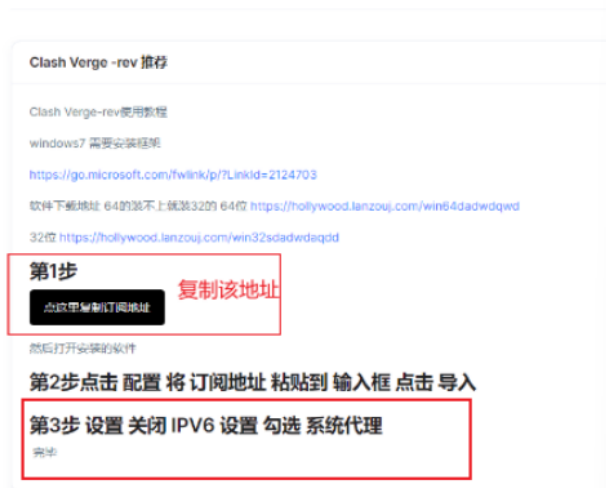 Clash Verge -rev 推荐
Clash Verge-rev使用教程
windows7 需要安装框架
https://go.microsoft.com/fwlink/p/?LinkId=2124703
软件下载地址 64的装不上就装32的 64位 https://hollywood.lanzouj.com/win64dadwdqwd
32位 https://hollywood.lanzouj.com/win32sdadwdaqdd
第1步
复制该地址
点这里复制订阅地址
然后打开安装的软件
第2步点击 配置 将 订阅地址 粘贴到 输入框 点击 导入
第3步 设置 关闭 IPV6 设置 勾选 系统代理
完毕